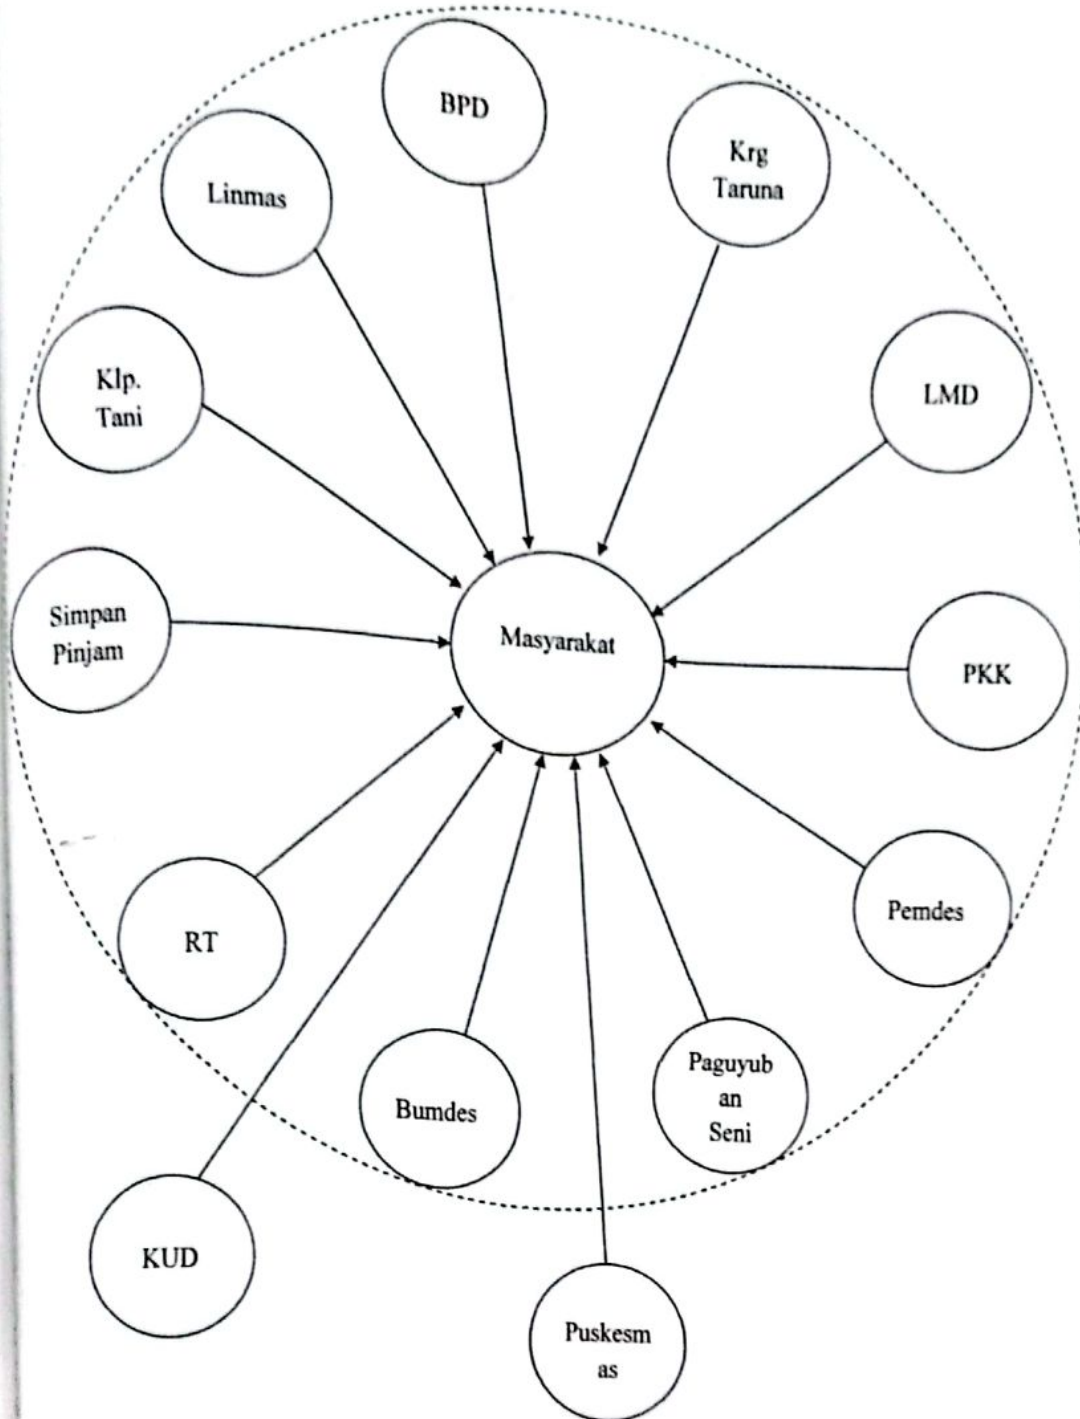 BPD
Krg
Taruna
Linmas
Klp.
Tani
LMD
Simpan
Pinjam
Masyarakat
PKK
RT
Pemdes
Bumdes
Paguyub
an
Seni
KUD
Puskesm
as